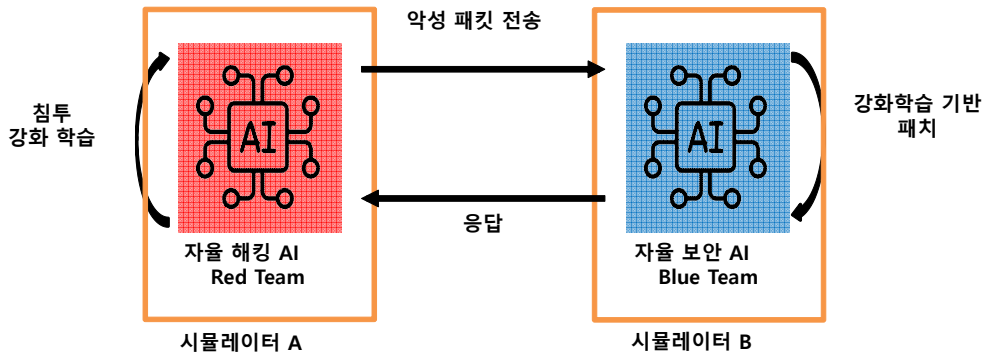 악성 패킷 전송
침투
강화 학습
AI
AI
강화학습 기반
패치
응답
자율 해킹 AI
Red Team
자율 보안 AI
Blue Team
시뮬레이터 A
시뮬레이터 B